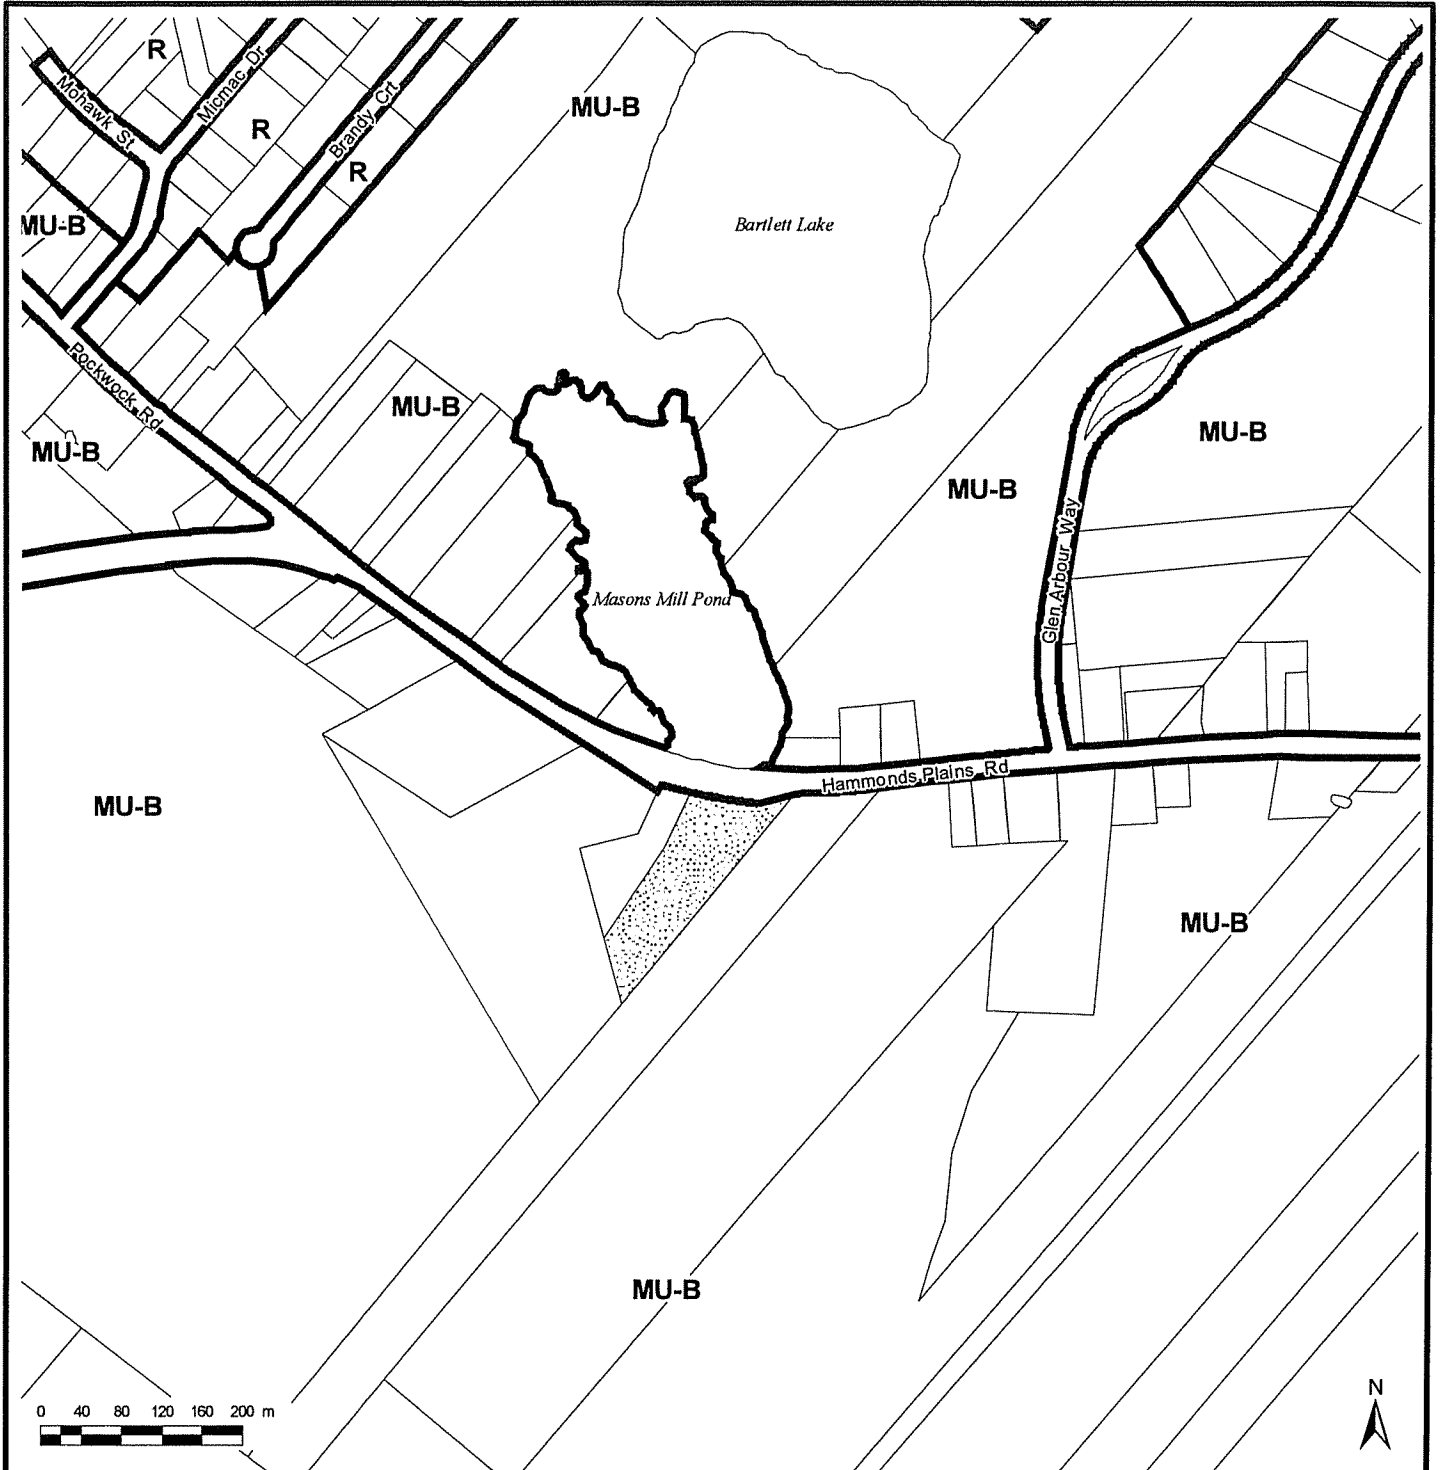 R
Mohawk St
Micmac Dr
R
Brandy Crt
R
MU-B
MU-B
Bartlett Lake
Pockwock Rd
MU-B
MU-B
MU-B
MU-B
Glen Arbour Way
Masons Mill Pond
Hammonds Plains Rd
MU-B
MU-B
MU-B
0 40 80 120 160 200 m
N